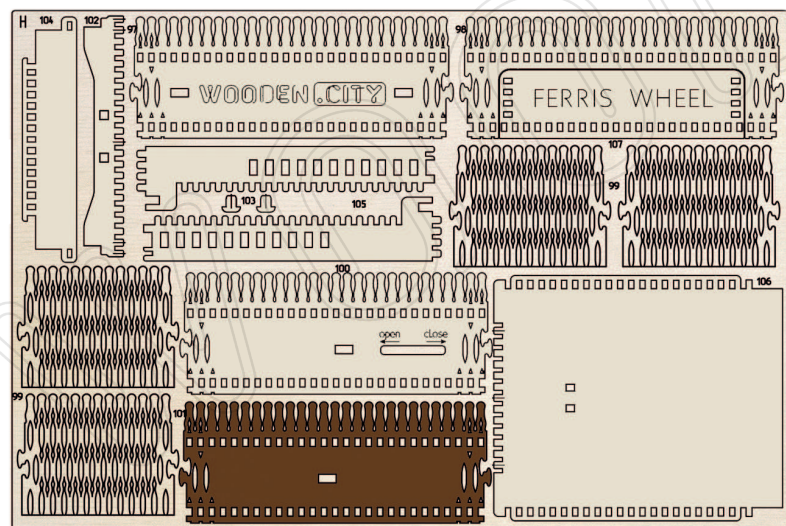 H
104
102
97
98
WOODEN.CITY
FERRIS WHEEL
107
99
103
105
100
106
open
close
99
101